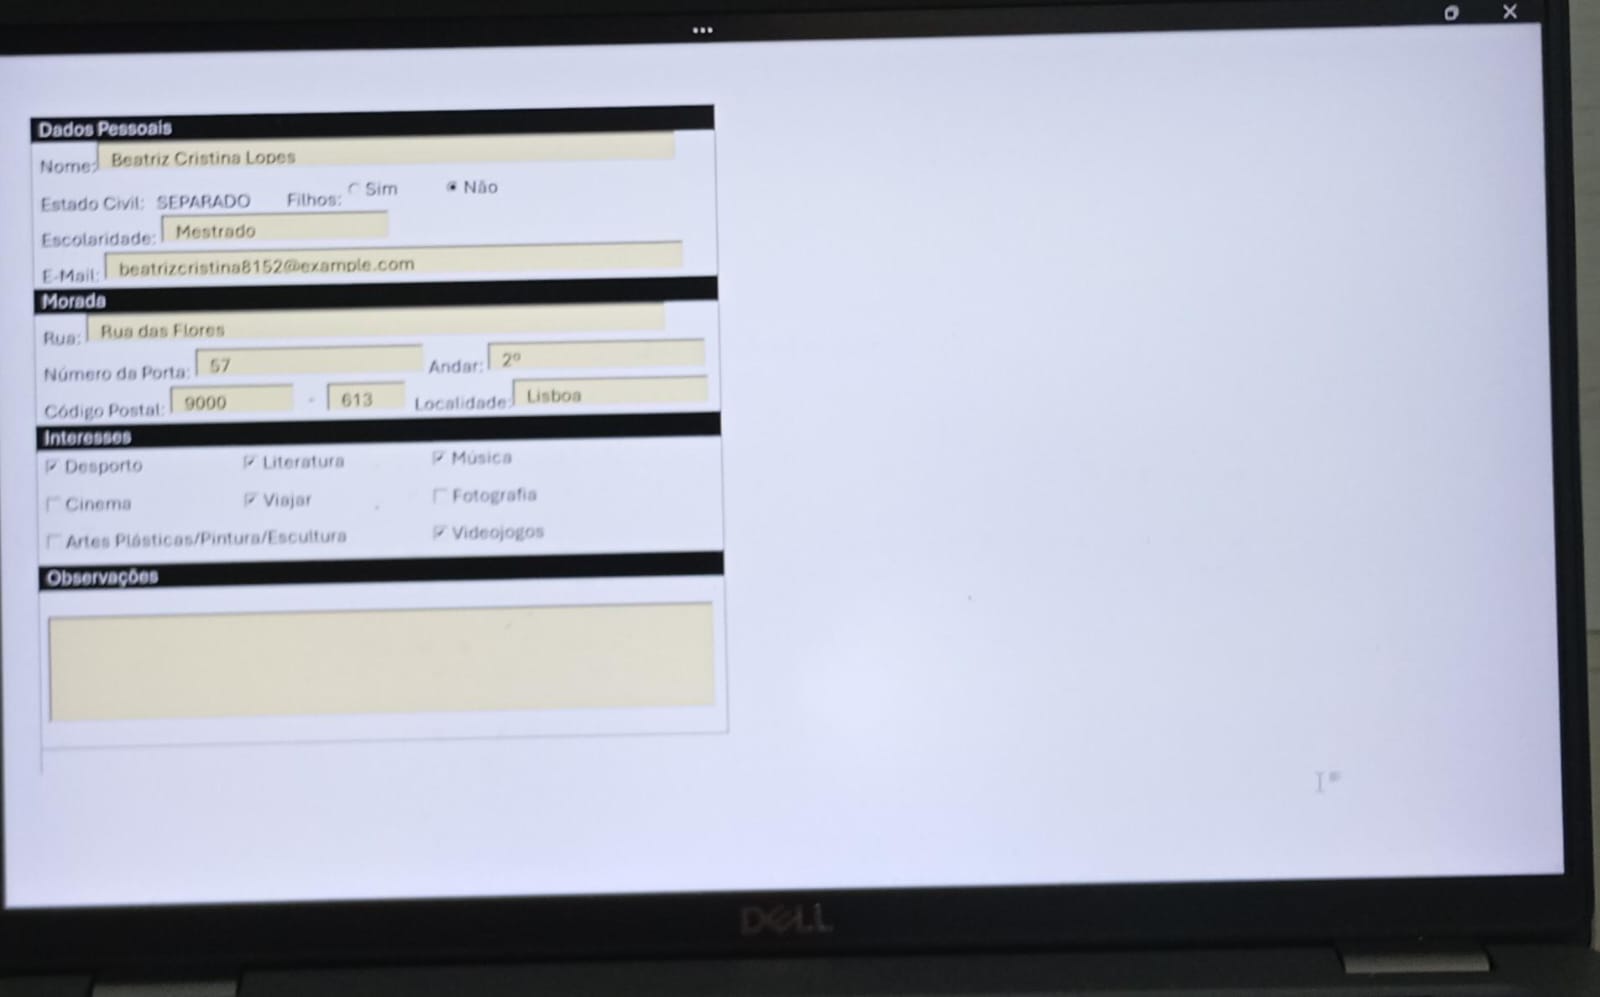 Dados Pessoais
Nome: Beatriz Cristina Lopes
Estado Civil: SEPARADO Filhos: Sim Não
Escolaridade: Mestrado
E-Mail: beatrizcristina8152@example.com
Morada
Rua: Rua das Flores
Número da Porta: 57 Andar: 2º
Código Postal: 9000 - 613 Localidade: Lisboa
Interesses
Desporto Literatura Música
Cinema Viajar Fotografia
Artes Plásticas/Pintura/Escultura Videojogos
Observações
DELL